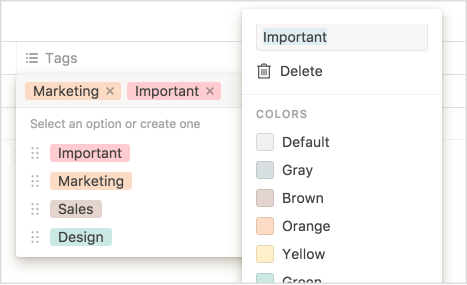 Tags
Marketing × Important ×
Select an option or create one
Important
Marketing
Sales
Design
Important
Delete
COLORS
Default
Gray
Brown
Orange
Yellow
Green